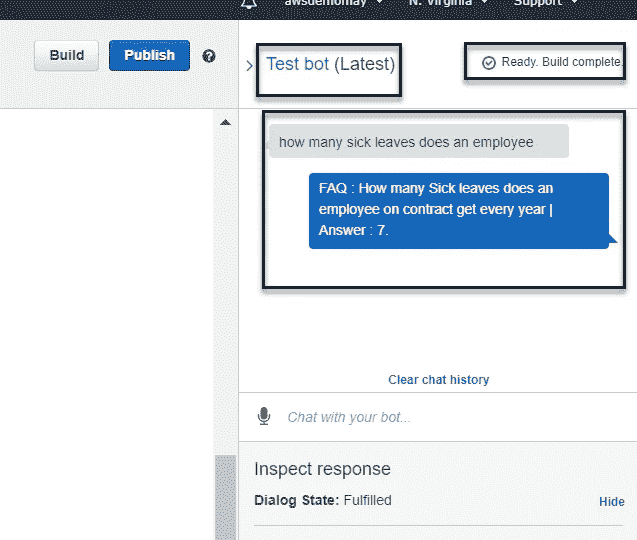 awsdemomay N. Virginia Support
Build Publish
Test bot (Latest)
Ready. Build complete.
how many sick leaves does an employee
FAQ : How many Sick leaves does an
employee on contract get every year |
Answer : 7.
Clear chat history
Chat with your bot...
Inspect response
Dialog State: Fulfilled
Hide